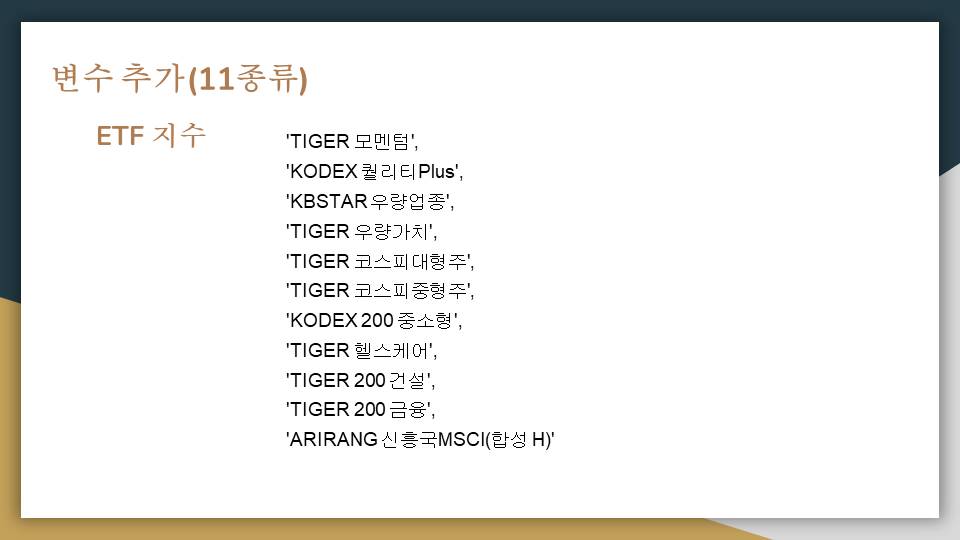 변수 추가(11종류)
ETF 지수
'TIGER 모멘텀',
'KODEX 퀄리티Plus',
'KBSTAR 우량업종',
'TIGER 우량가치',
'TIGER 코스피대형주',
'TIGER 코스피중형주',
'KODEX 200 중소형',
'TIGER 헬스케어',
'TIGER 200 건설',
'TIGER 200 금융',
'ARIRANG 신흥국MSCI(합성 H)'